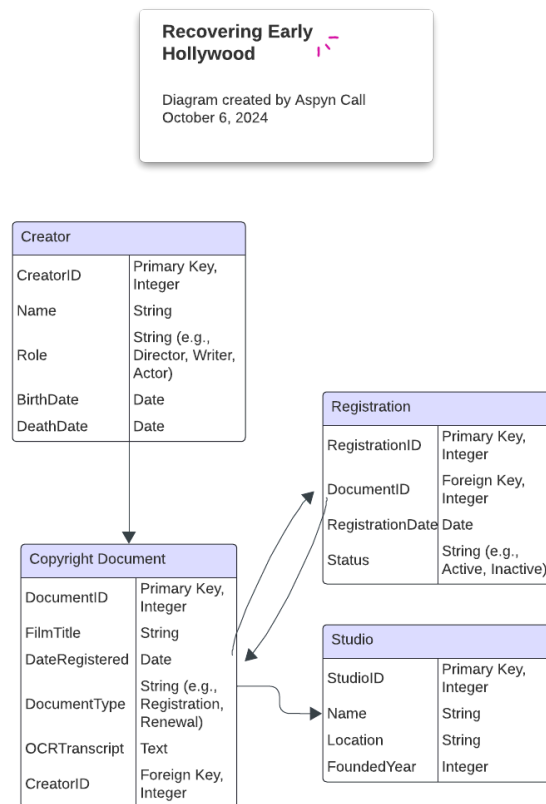 Recovering Early
Hollywood
Diagram created by Aspyn Call
October 6, 2024
Creator
CreatorID Primary Key,
Integer
Name String
Role String (e.g.,
Director, Writer,
Actor)
BirthDate Date
DeathDate Date
Registration
RegistrationID Primary Key,
Integer
DocumentID Foreign Key,
Integer
RegistrationDate Date
Status String (e.g.,
Active, Inactive)
Copyright Document
DocumentID Primary Key,
Integer
FilmTitle String
DateRegistered Date
DocumentType String (e.g.,
Registration,
Renewal)
OCRTranscript Text
CreatorID Foreign Key,
Integer
Studio
StudioID Primary Key,
Integer
Name String
Location String
FoundedYear Integer